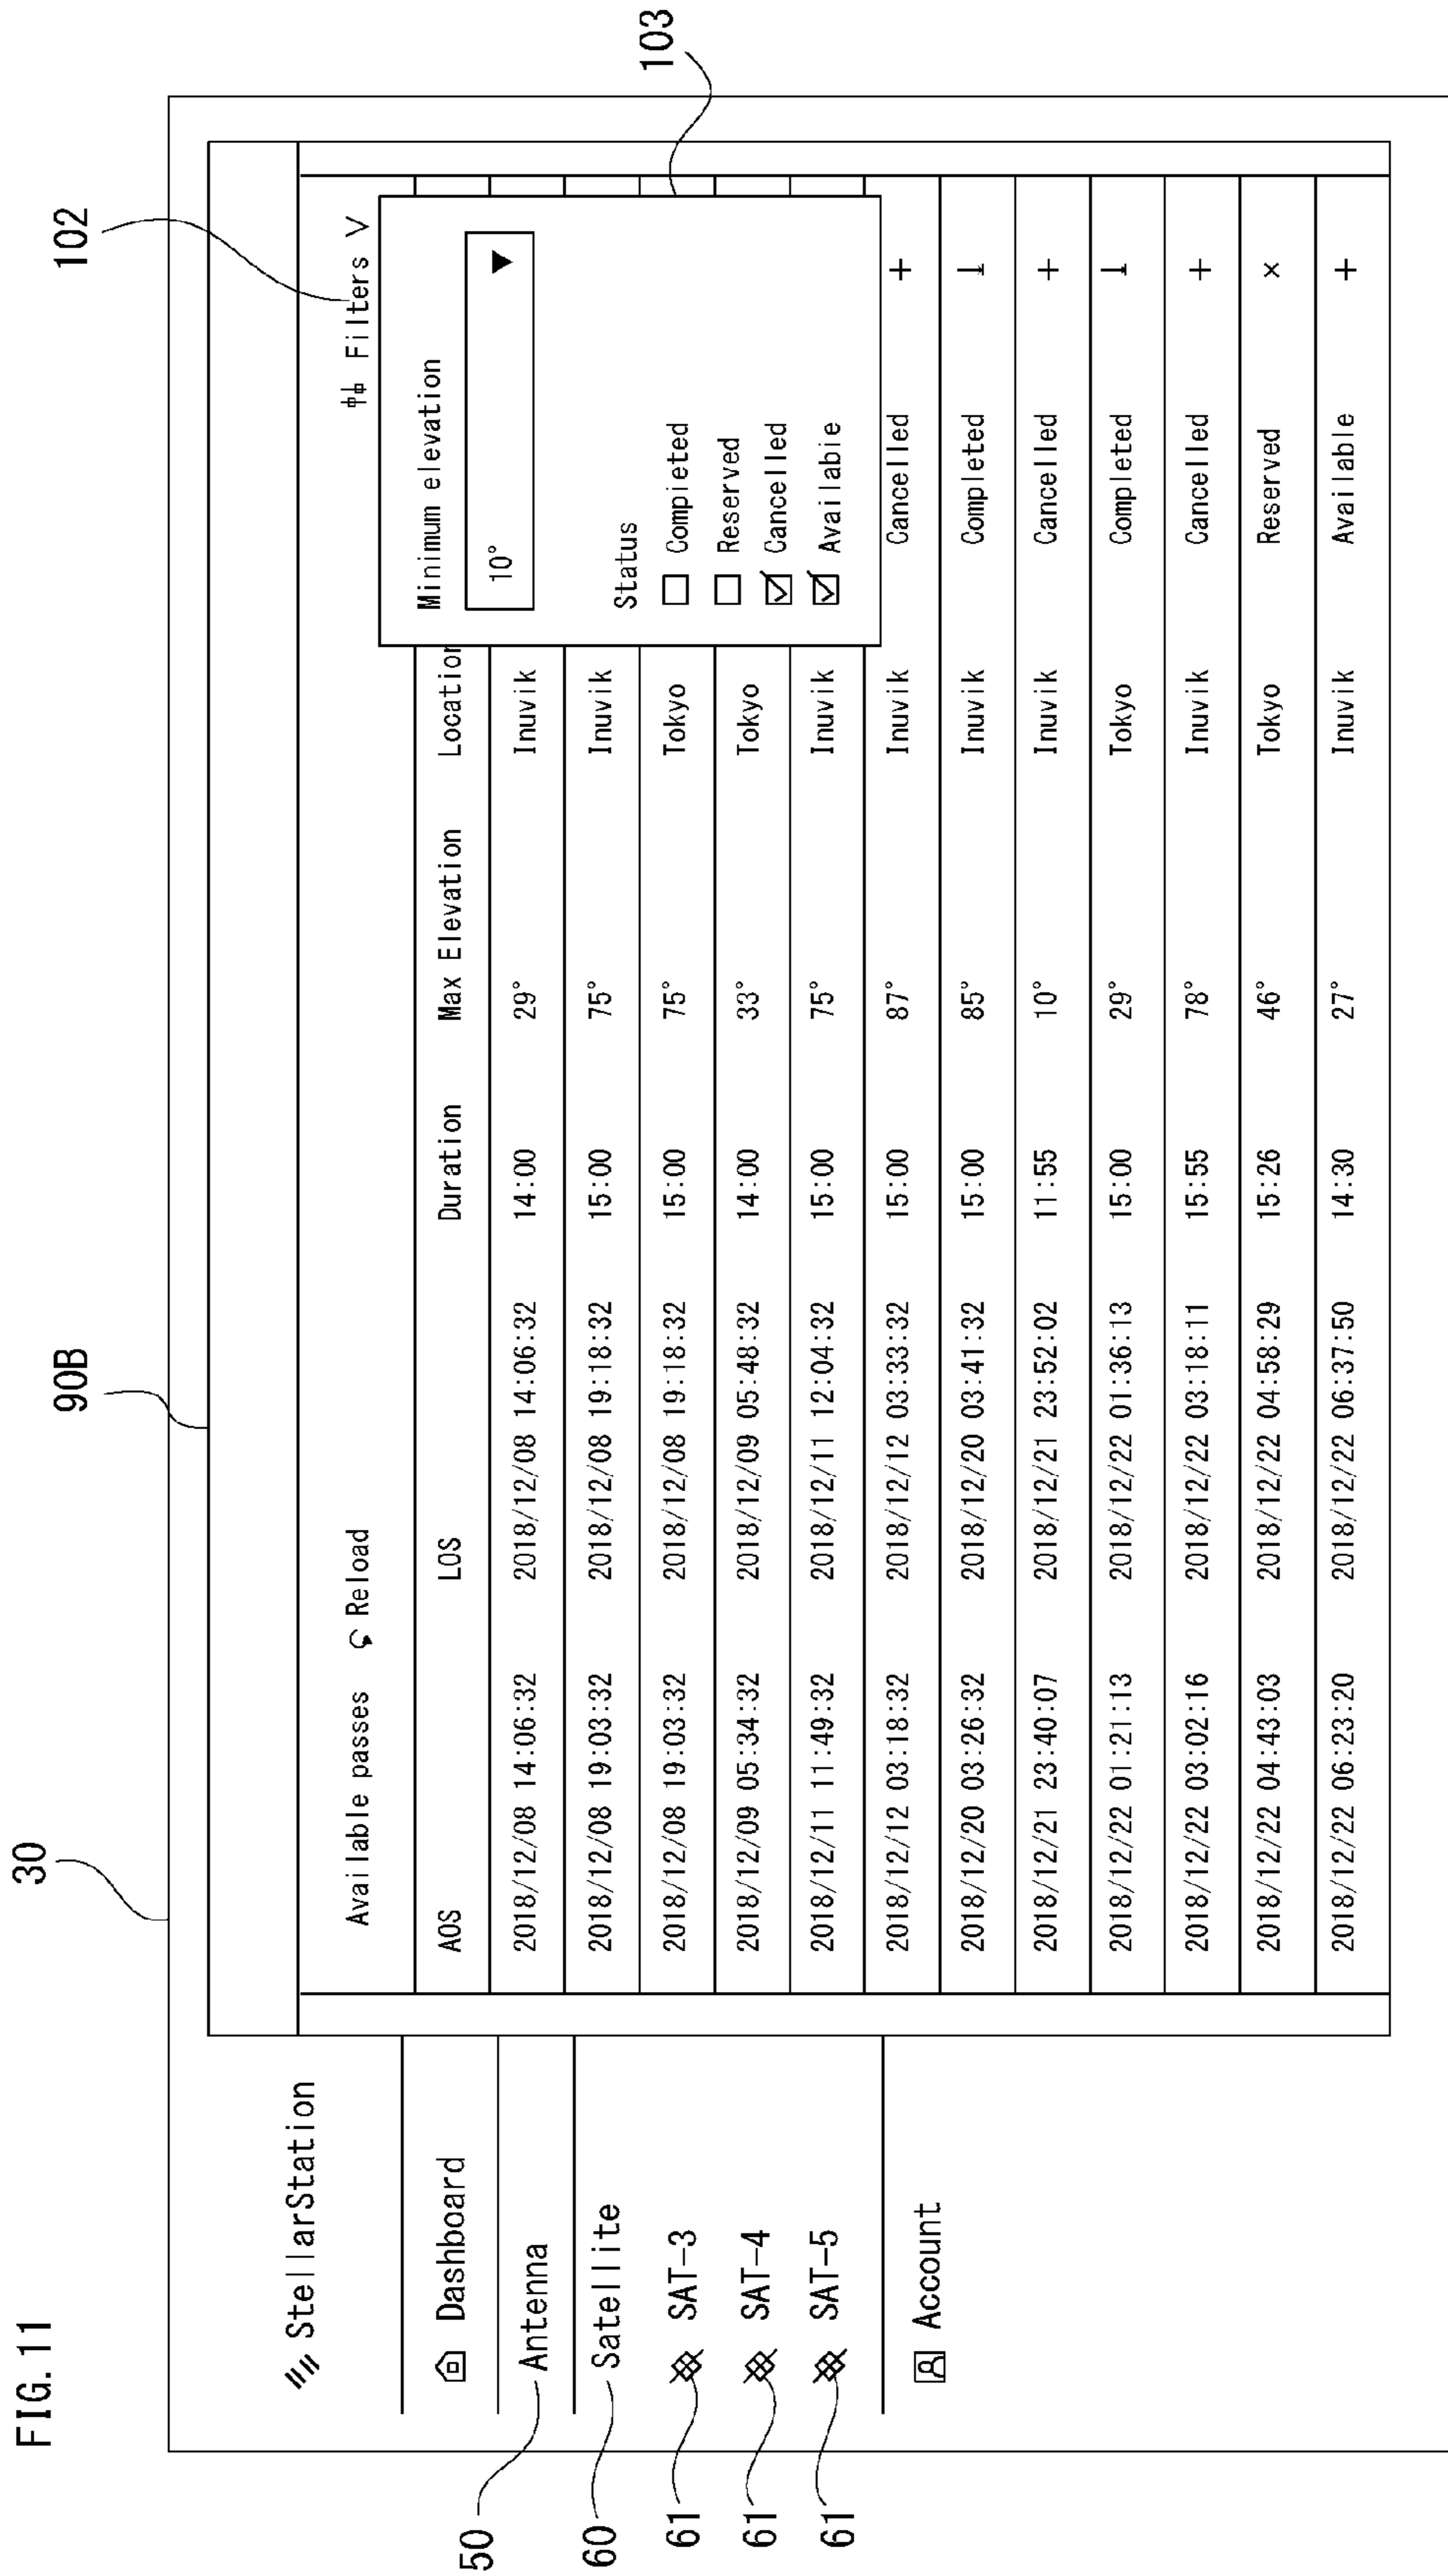 FIG. 11
30
90B
102
103
StellarStation
Dashboard
50
Antenna
60
Satellite
61
SAT-3
61
SAT-4
61
SAT-5
Account
Available passes Reload Filters
AOS LOS Duration Max Elevation Location
2018/12/08 14:06:32 2018/12/08 14:06:32 14:00 29° Inuvik
2018/12/08 19:03:32 2018/12/08 19:18:32 15:00 75° Inuvik
2018/12/08 19:03:32 2018/12/08 19:18:32 15:00 75° Tokyo
2018/12/09 05:34:32 2018/12/09 05:48:32 14:00 33° Tokyo
2018/12/11 11:49:32 2018/12/11 12:04:32 15:00 75° Inuvik
2018/12/12 03:18:32 2018/12/12 03:33:32 15:00 87° Inuvik Cancelled +
2018/12/20 03:26:32 2018/12/20 03:41:32 15:00 85° Inuvik Completed
2018/12/21 23:40:07 2018/12/21 23:52:02 11:55 10° Inuvik Cancelled +
2018/12/22 01:21:13 2018/12/22 01:36:13 15:00 29° Tokyo Completed
2018/12/22 03:02:16 2018/12/22 03:18:11 15:55 78° Inuvik Cancelled +
2018/12/22 04:43:03 2018/12/22 04:58:29 15:26 46° Tokyo Reserved ×
2018/12/22 06:23:20 2018/12/22 06:37:50 14:30 27° Inuvik Available +
Minimum elevation
10°
Status
Compieted
Reserved
Cancelled
Availabie